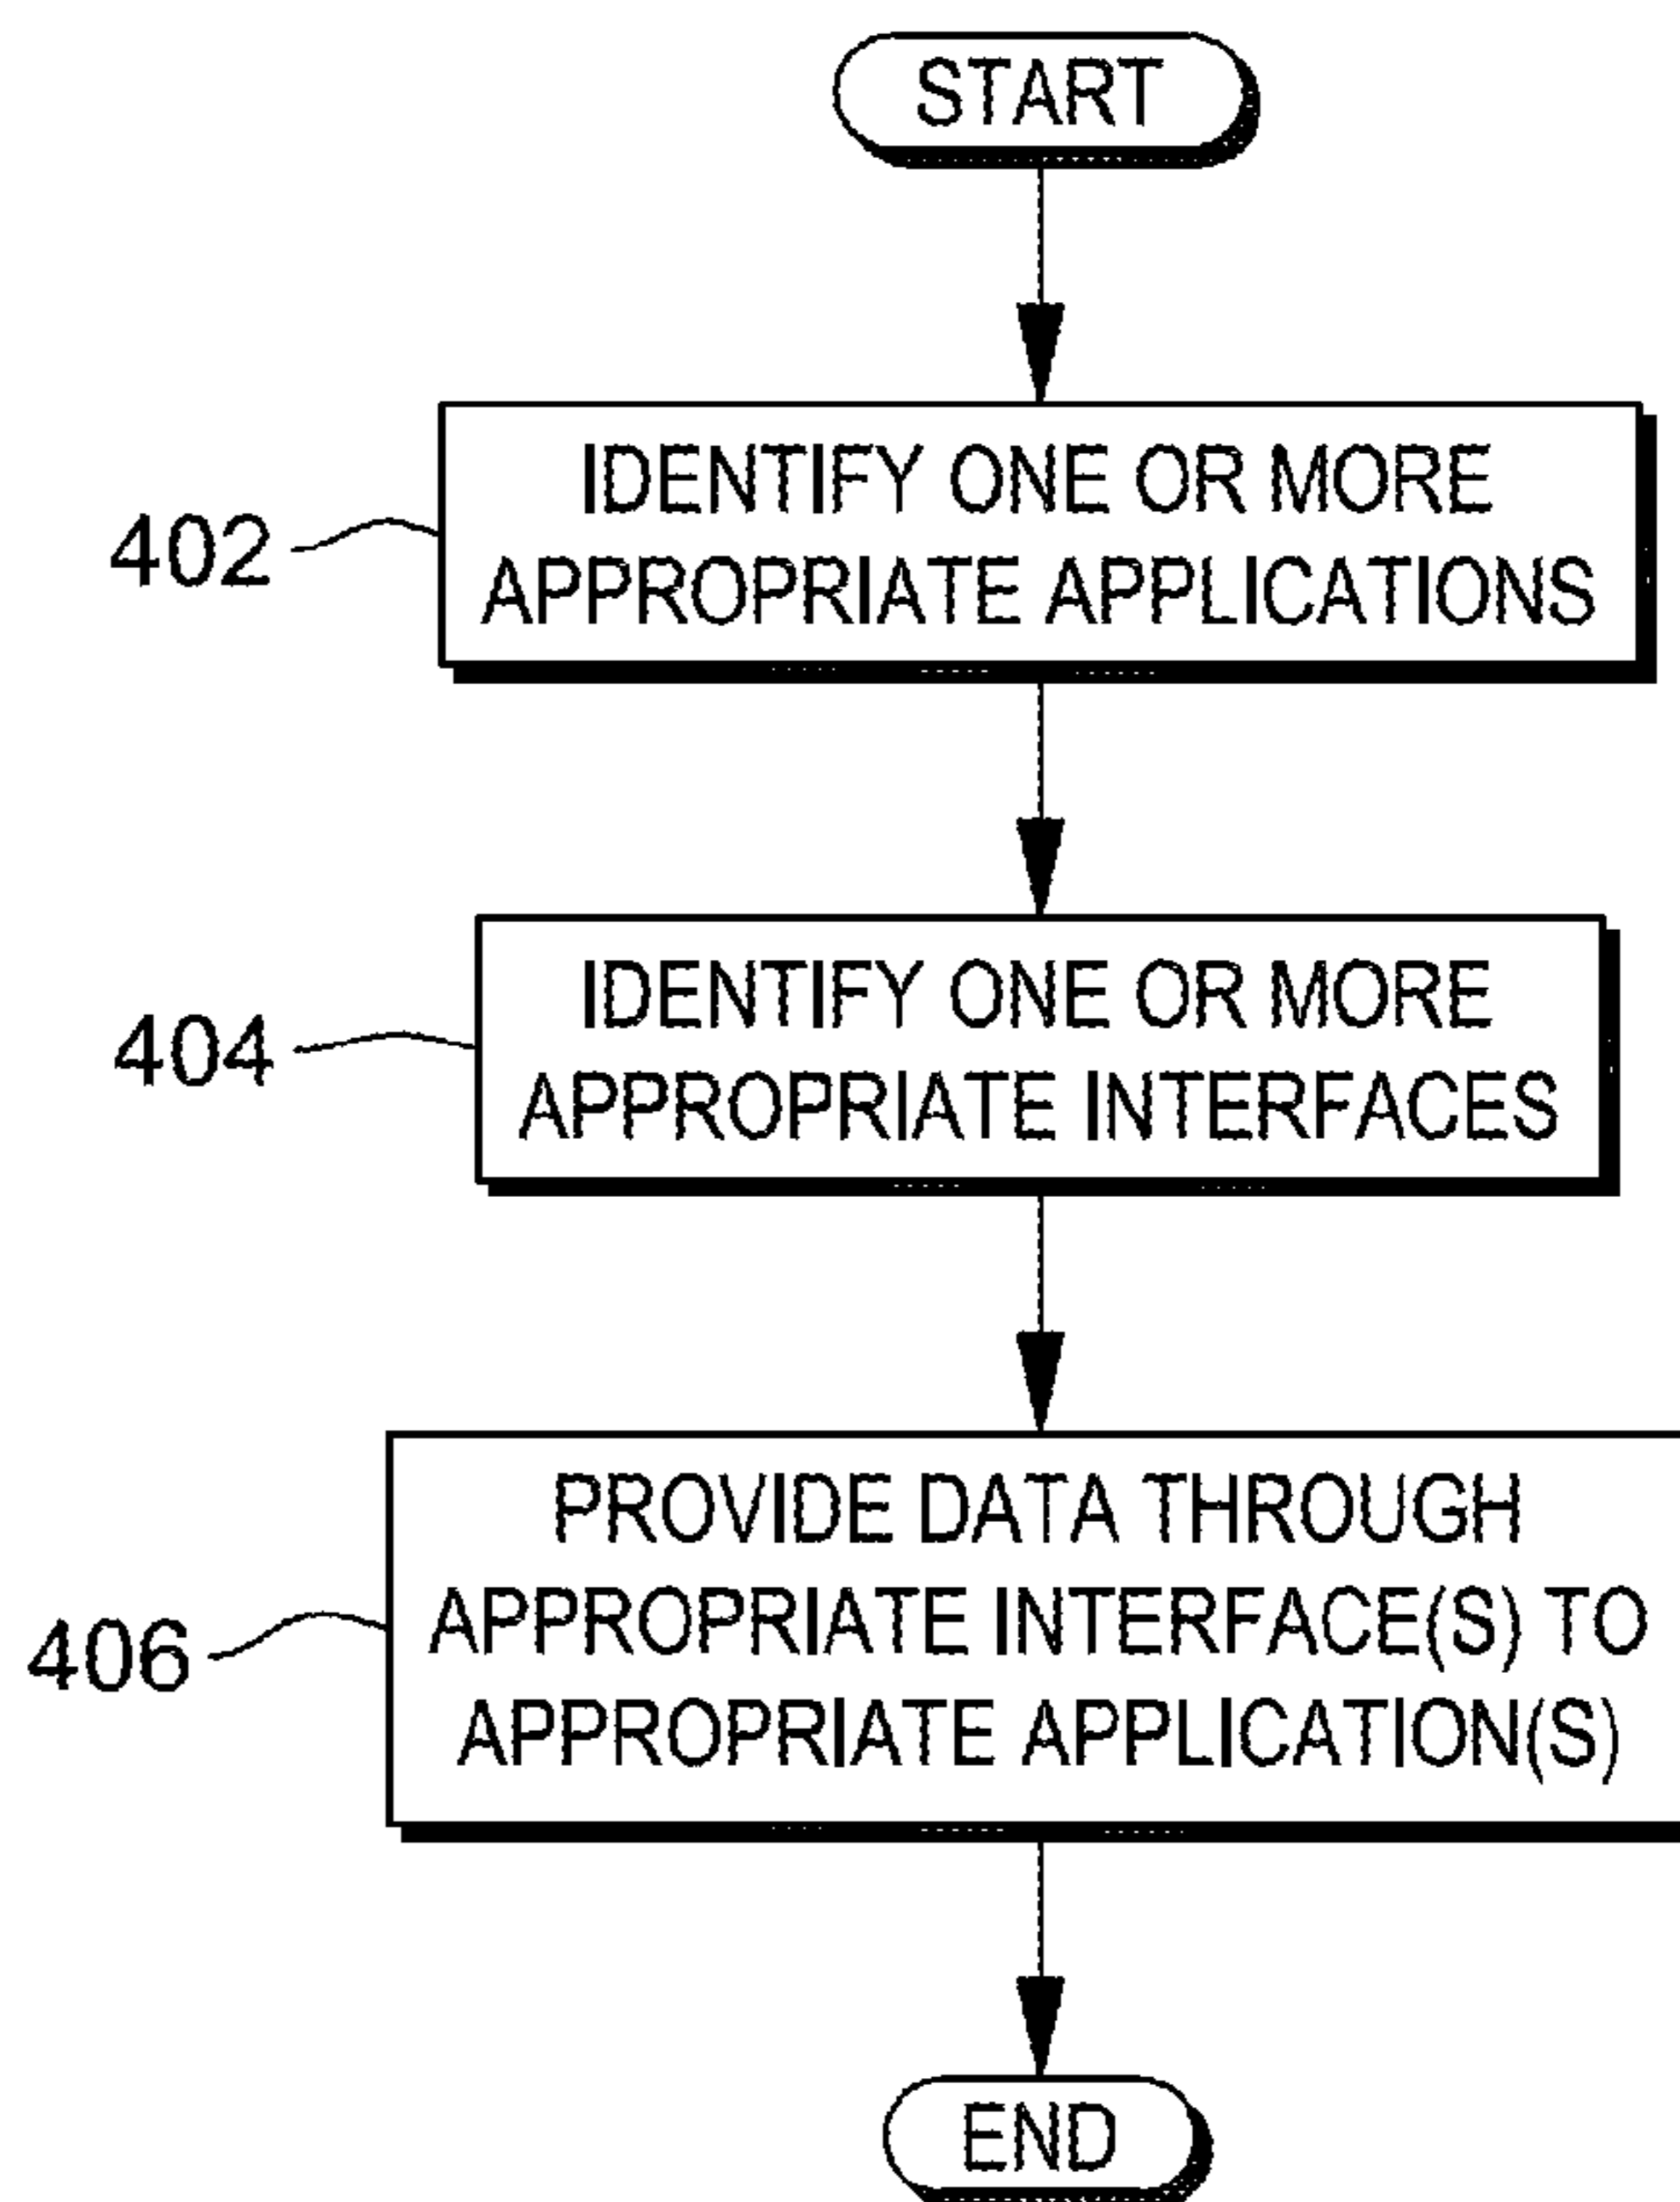 START
402
IDENTIFY ONE OR MORE
APPROPRIATE APPLICATIONS
404
IDENTIFY ONE OR MORE
APPROPRIATE INTERFACES
406
PROVIDE DATA THROUGH
APPROPRIATE INTERFACE(S) TO
APPROPRIATE APPLICATION(S)
END